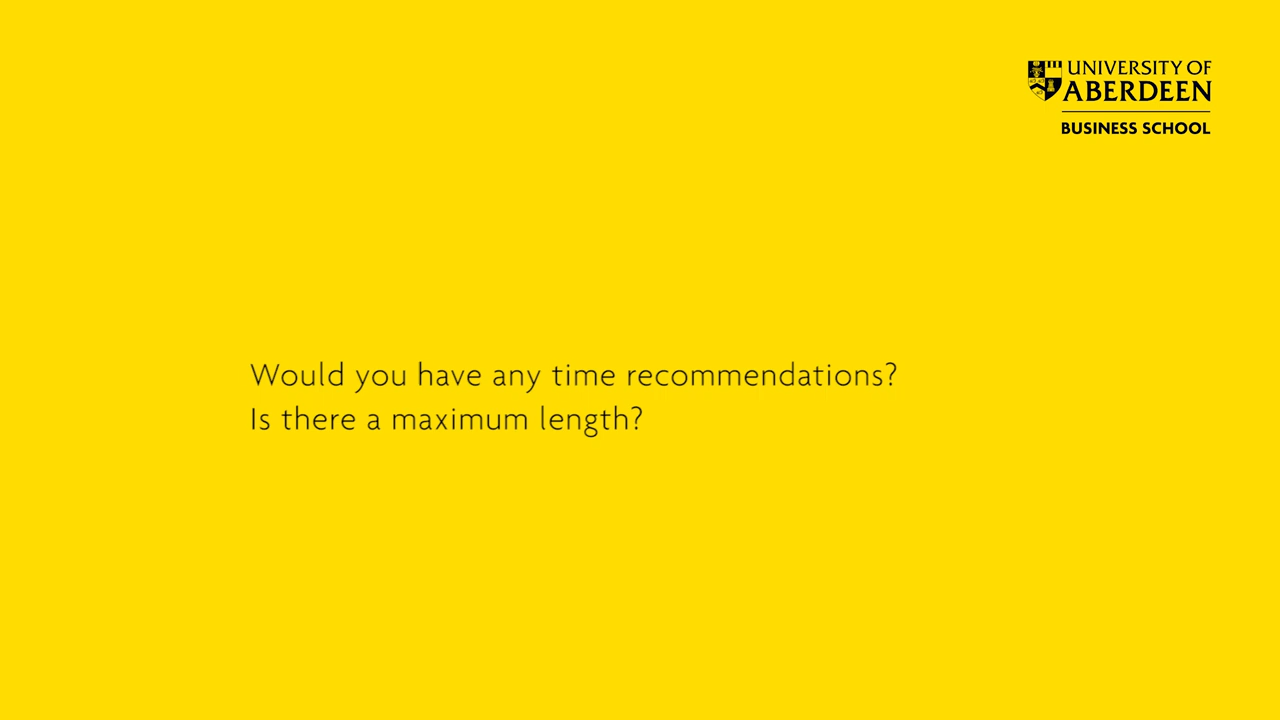 UNIVERSITY OF
ABERDEEN
BUSINESS SCHOOL
Would you have any time recommendations?
Is there a maximum length?